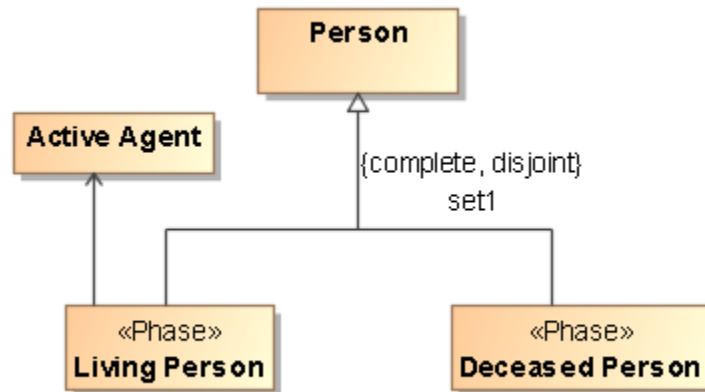 Person
Active Agent
{complete, disjoint}
set1
«Phase»
Living Person
«Phase»
Deceased Person